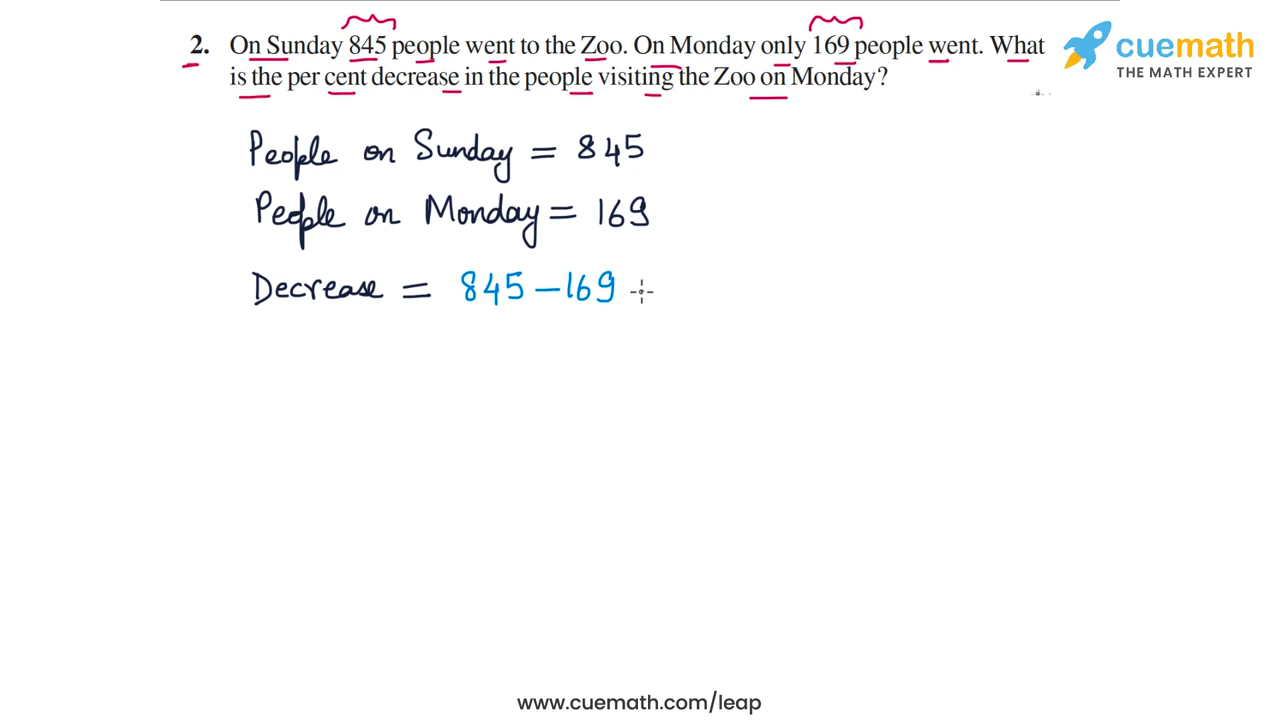 2. On Sunday 845 people went to the Zoo. On Monday only 169 people went. What
is the per cent decrease in the people visiting the Zoo on Monday?
cuemath
THE MATH EXPERT
People on Sunday = 845
People on Monday = 169
Decrease = 845 – 169
www.cuemath.com/leap